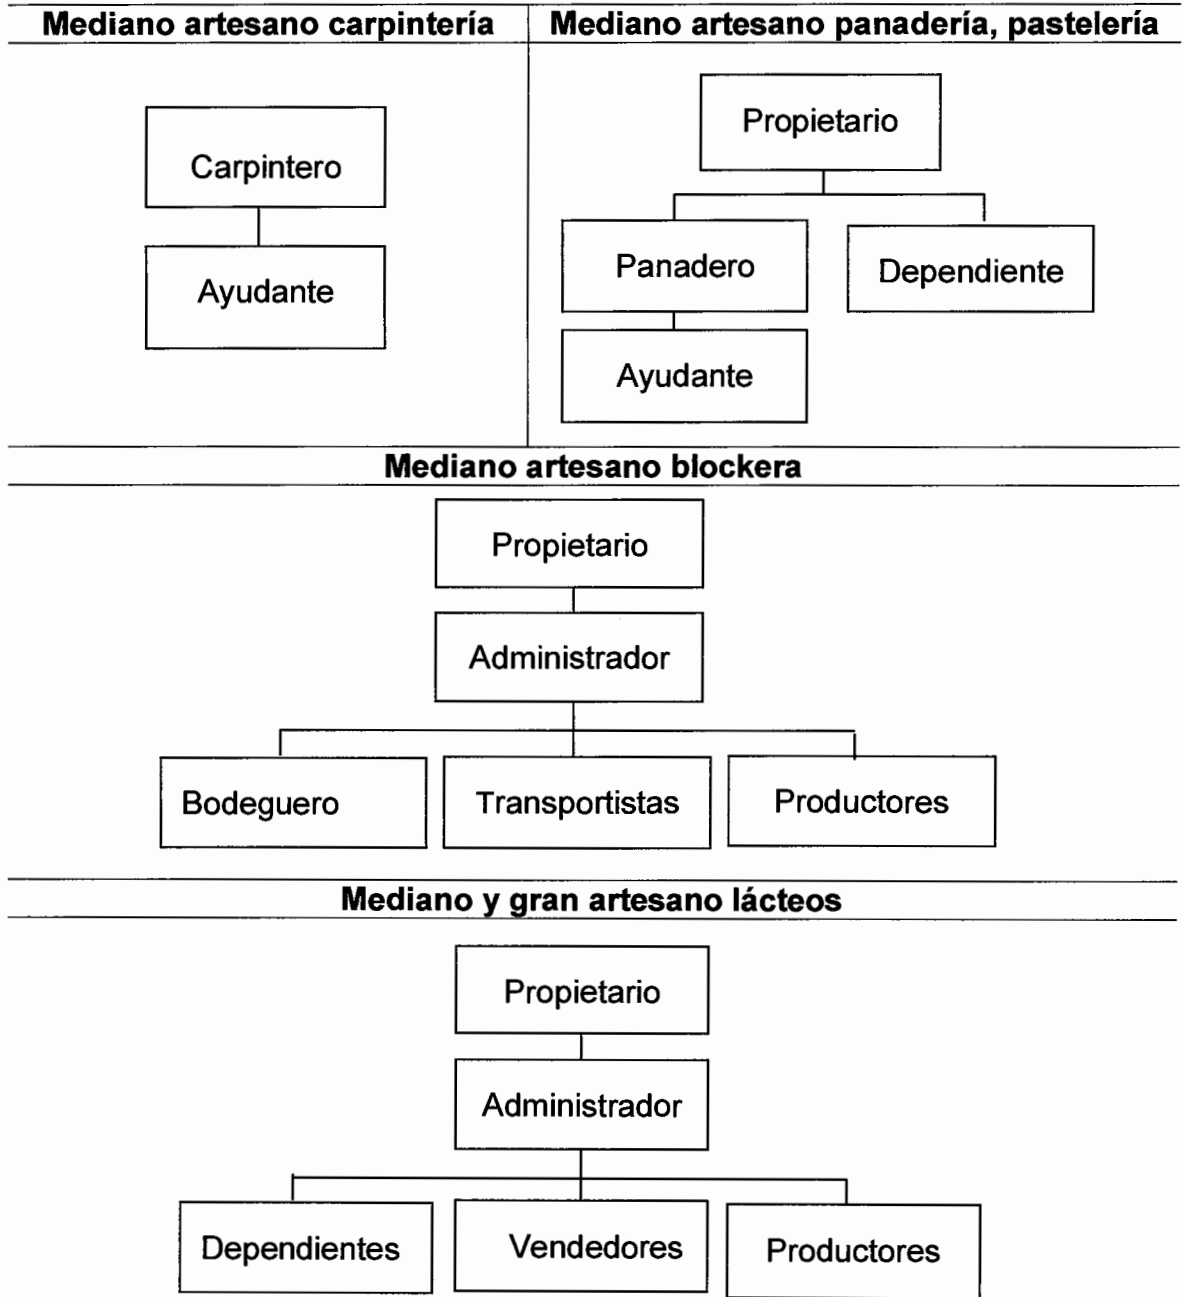 Mediano artesano carpintería
Carpintero
Ayudante
Mediano artesano panadería, pastelería
Propietario
Panadero
Dependiente
Ayudante
Mediano artesano blockera
Propietario
Administrador
Bodeguero
Transportistas
Productores
Mediano y gran artesano lácteos
Propietario
Administrador
Dependientes
Vendedores
Productores